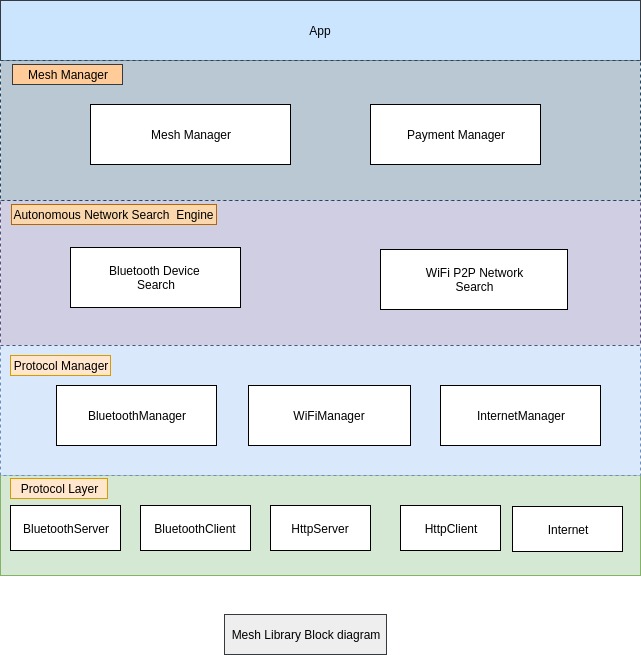 App
Mesh Manager
Mesh Manager
Payment Manager
Autonomous Network Search  Engine
Bluetooth Device
Search
WiFi P2P Network
Search
Protocol Manager
BluetoothManager
WiFiManager
InternetManager
Protocol Layer
BluetoothServer
BluetoothClient
HttpServer
HttpClient
Internet
Mesh Library Block diagram